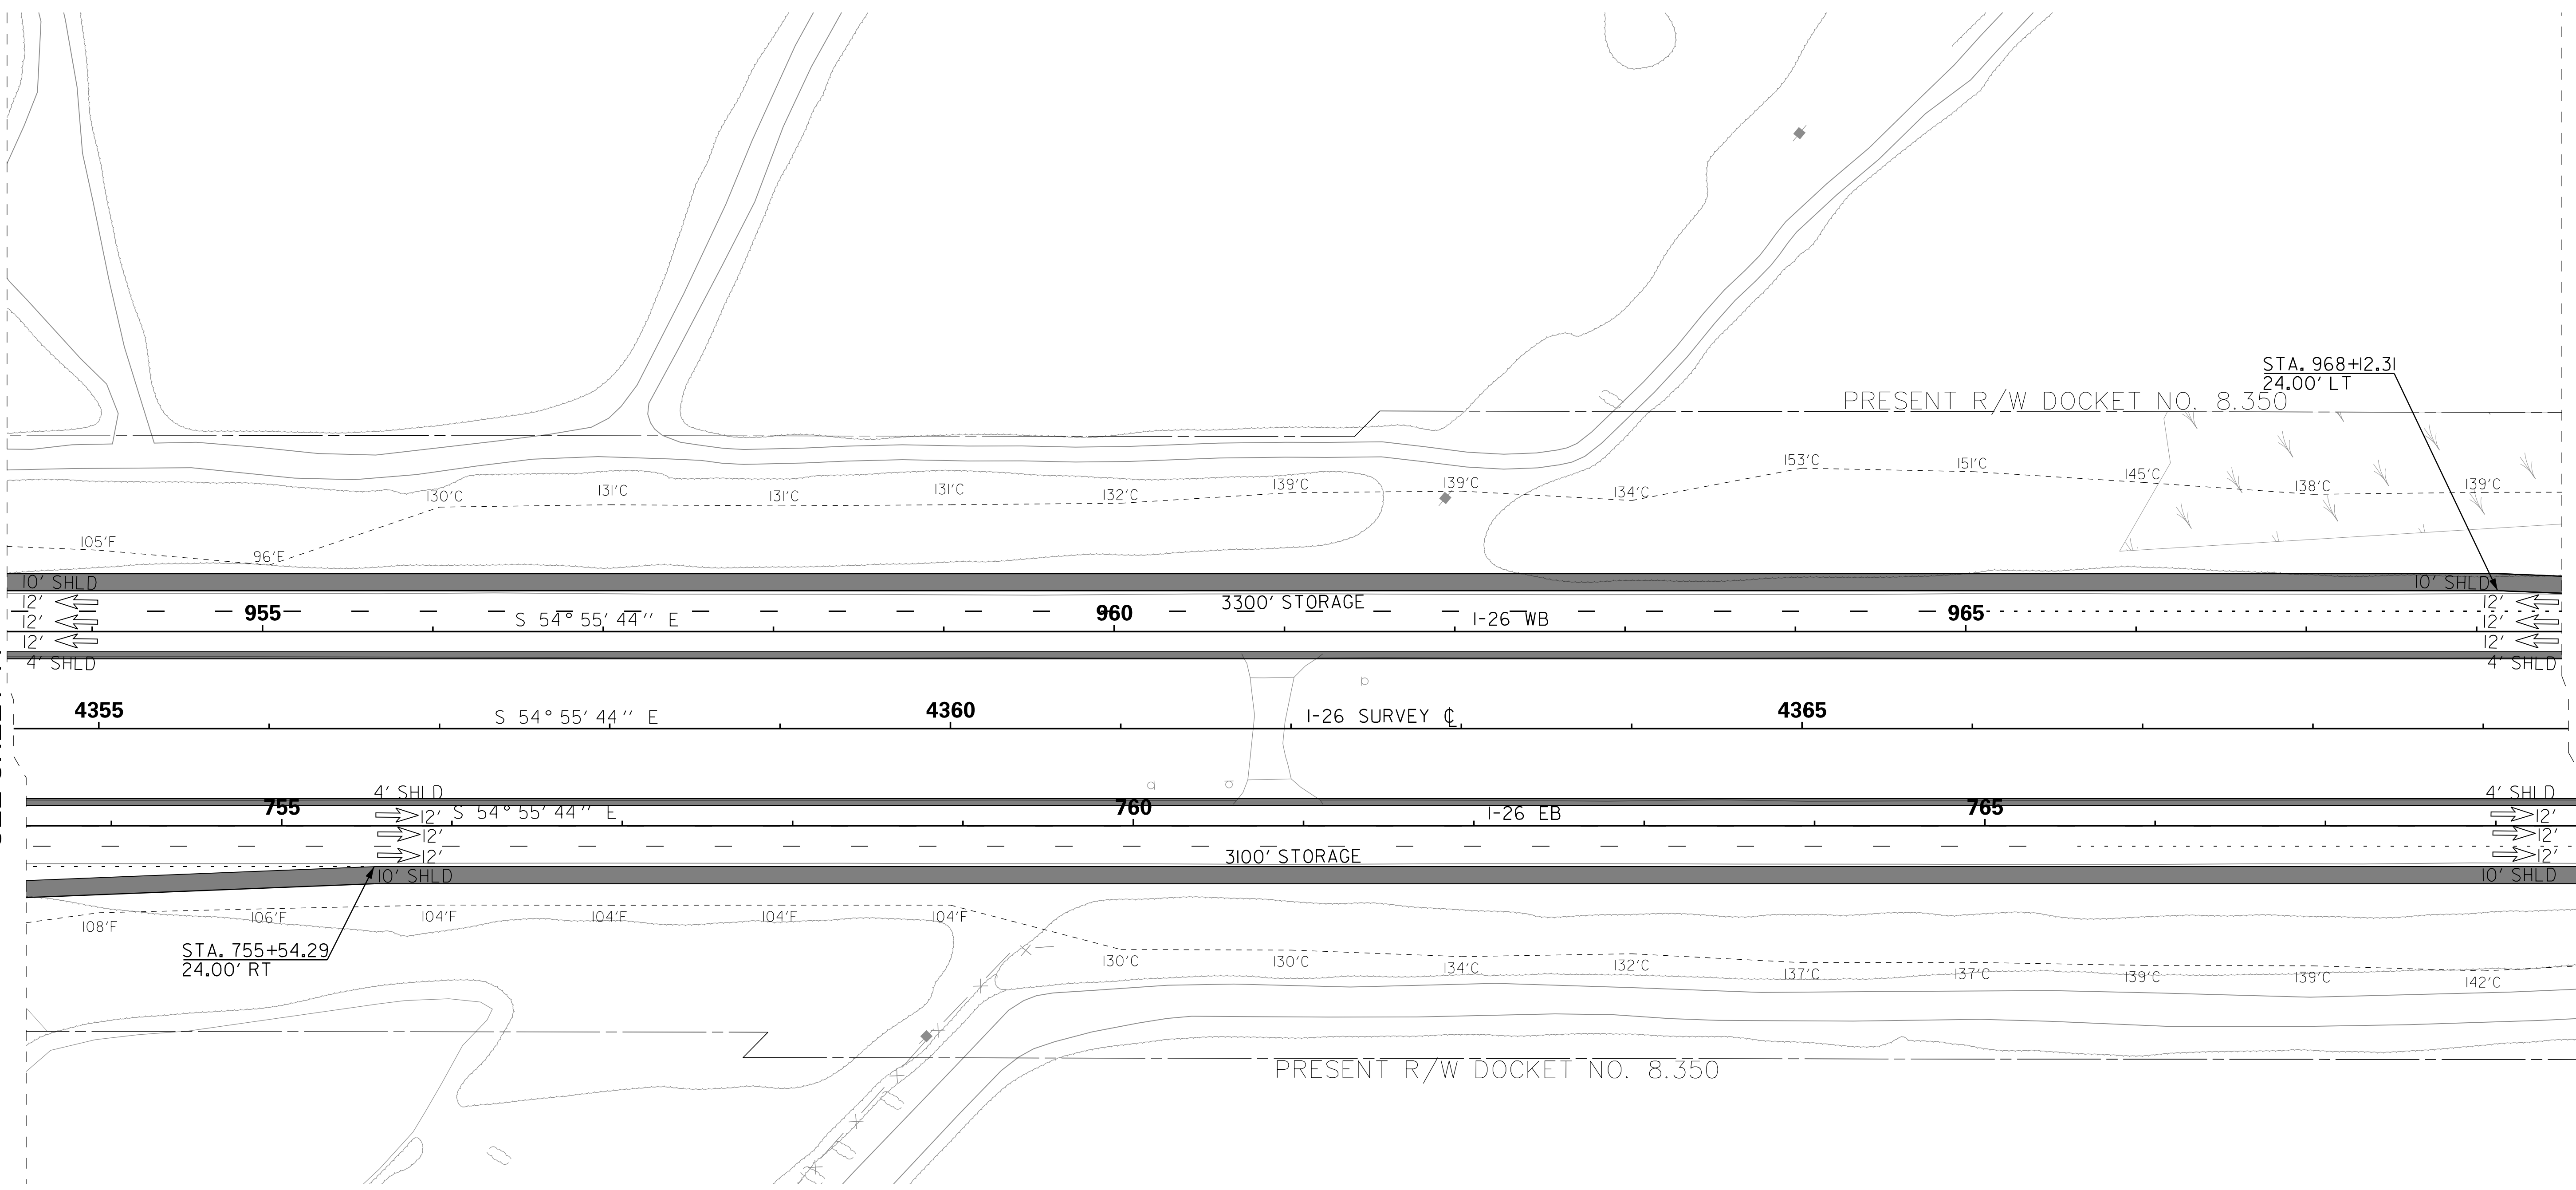 STA. 968+12.31
24.00' LT
PRESENT R/W DOCKET NO. 8.350
153'C
151'C
145'C
138'C
139'C
130'C
131'C
131'C
131'C
132'C
139'C
139'C
134'C
105'F
96'F
10' SHLD
10' SHLD
12'
12'
12'
955
S 54° 55' 44'' E
960
3300' STORAGE
I-26 WB
965
12'
12'
12'
4' SHLD
4' SHLD
4355
S 54° 55' 44'' E
4360
I-26 SURVEY ℄
4365
4' SHLD
4' SHLD
755
S 54° 55' 44'' E
760
I-26 EB
765
12'
12'
12'
3100' STORAGE
12'
12'
12'
10' SHLD
10' SHLD
108'F
106'F
104'F
104'F
104'F
104'F
STA. 755+54.29
24.00' RT
130'C
130'C
134'C
132'C
137'C
137'C
139'C
139'C
142'C
PRESENT R/W DOCKET NO. 8.350